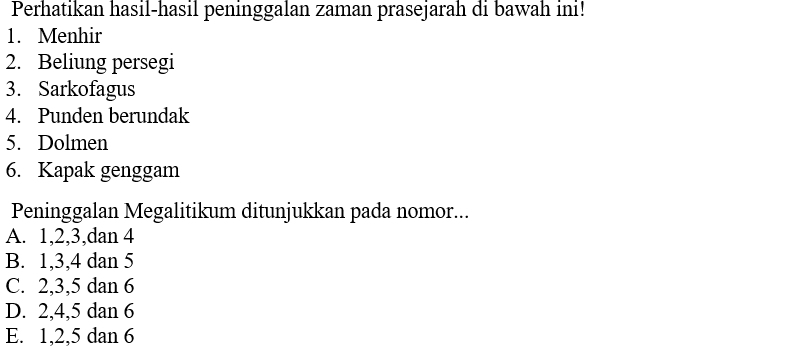 Perhatikan hasil-hasil peninggalan zaman prasejarah di bawah ini!
1. Menhir
2. Beliung persegi
3. Sarkofagus
4. Punden berundak
5. Dolmen
6. Kapak genggam
Peninggalan Megalitikum ditunjukkan pada nomor...
A. 1,2,3,dan 4
B. 1,3,4 dan 5
C. 2,3,5 dan 6
D. 2,4,5 dan 6
E. 1,2,5 dan 6